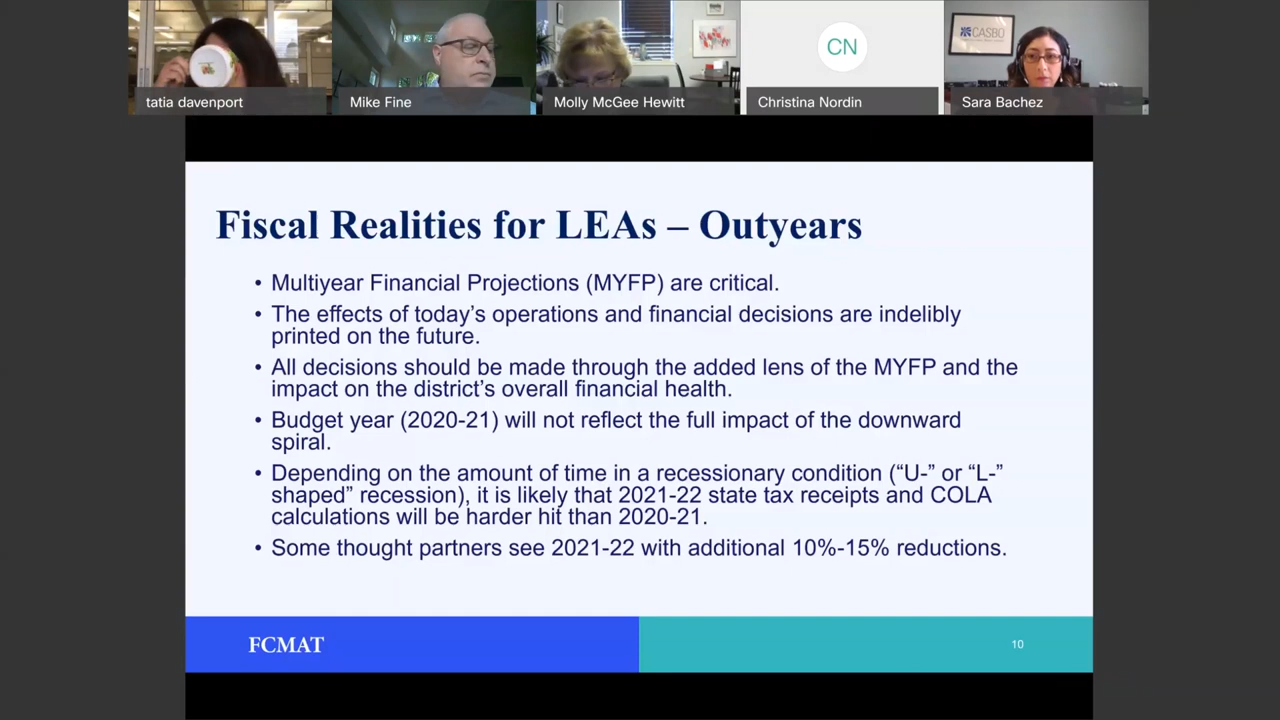 tatia davenport
Mike Fine
Molly McGee Hewitt
CN
Christina Nordin
CASBO
Sara Bachez
Fiscal Realities for LEAs – Outyears
• Multiyear Financial Projections (MYFP) are critical.
• The effects of today’s operations and financial decisions are indelibly
printed on the future.
• All decisions should be made through the added lens of the MYFP and the
impact on the district’s overall financial health.
• Budget year (2020-21) will not reflect the full impact of the downward
spiral.
• Depending on the amount of time in a recessionary condition (“U-” or “L-”
shaped” recession), it is likely that 2021-22 state tax receipts and COLA
calculations will be harder hit than 2020-21.
• Some thought partners see 2021-22 with additional 10%-15% reductions.
FCMAT
10